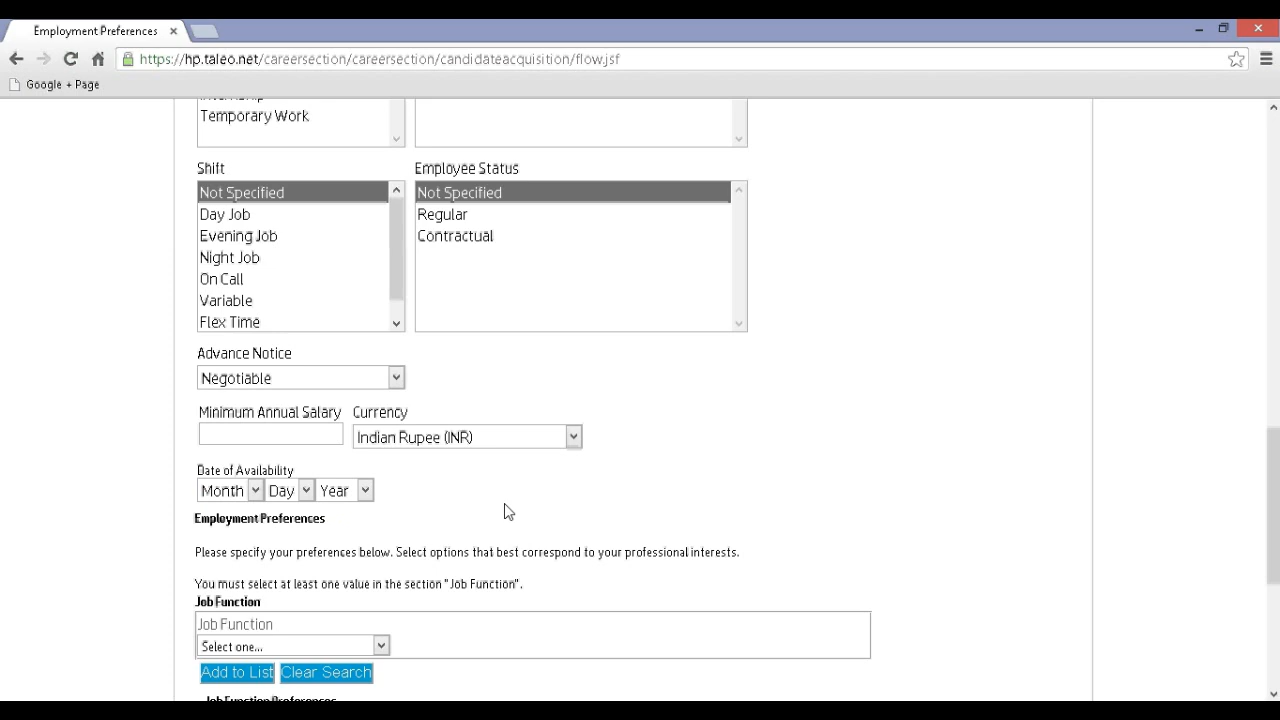 Employment Preferences
https://hp.taleo.net/careersection/careersection/candidateacquisition/flow.jsf
Google + Page
Internship
Temporary Work
Shift
Employee Status
Not Specified
Day Job
Evening Job
Night Job
On Call
Variable
Flex Time
Not Specified
Regular
Contractual
Advance Notice
Negotiable
Minimum Annual Salary
Currency
Indian Rupee (INR)
Date of Availability
Month Day Year
Employment Preferences
Please specify your preferences below. Select options that best correspond to your professional interests.
You must select at least one value in the section "Job Function".
Job Function
Job Function
Select one...
Add to List Clear Search
Job Function Preferences